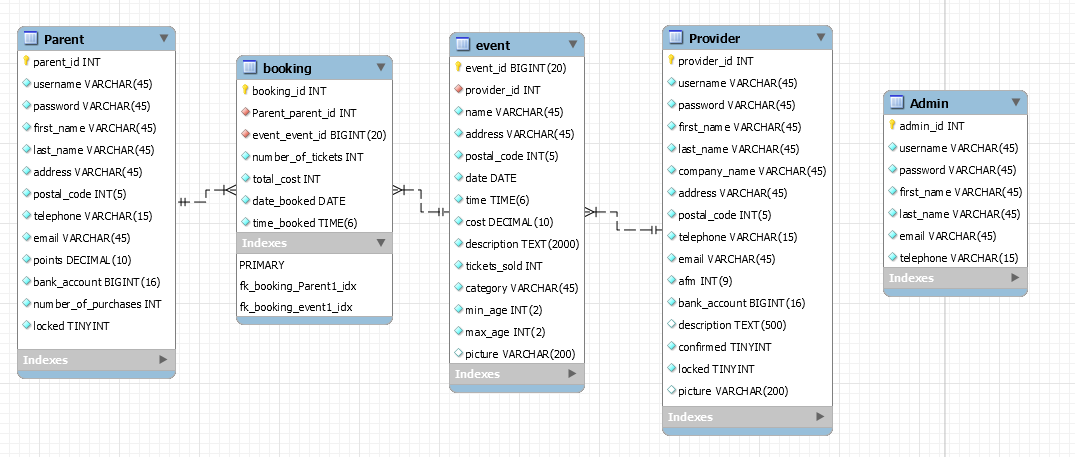 Parent
parent_id INT
username VARCHAR(45)
password VARCHAR(45)
first_name VARCHAR(45)
last_name VARCHAR(45)
address VARCHAR(45)
postal_code INT(5)
telephone VARCHAR(15)
email VARCHAR(45)
points DECIMAL(10)
bank_account BIGINT(16)
number_of_purchases INT
locked TINYINT
Indexes
booking
booking_id INT
Parent_parent_id INT
event_event_id BIGINT(20)
number_of_tickets INT
total_cost INT
date_booked DATE
time_booked TIME(6)
Indexes
PRIMARY
fk_booking_Parent1_idx
fk_booking_event1_idx
event
event_id BIGINT(20)
provider_id INT
name VARCHAR(45)
address VARCHAR(45)
postal_code INT(5)
date DATE
time TIME(6)
cost DECIMAL(10)
description TEXT(2000)
tickets_sold INT
category VARCHAR(45)
min_age INT(2)
max_age INT(2)
picture VARCHAR(200)
Indexes
Provider
provider_id INT
username VARCHAR(45)
password VARCHAR(45)
first_name VARCHAR(45)
last_name VARCHAR(45)
company_name VARCHAR(45)
address VARCHAR(45)
postal_code INT(5)
telephone VARCHAR(15)
email VARCHAR(45)
afm INT(9)
bank_account BIGINT(16)
description TEXT(500)
confirmed TINYINT
locked TINYINT
picture VARCHAR(200)
Indexes
Admin
admin_id INT
username VARCHAR(45)
password VARCHAR(45)
first_name VARCHAR(45)
last_name VARCHAR(45)
email VARCHAR(45)
telephone VARCHAR(15)
Indexes